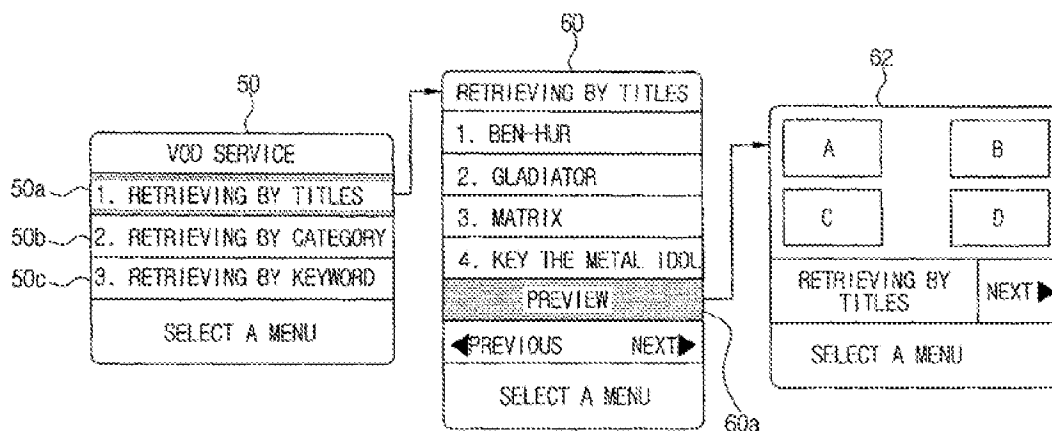 50
VOD SERVICE
50a
1. RETRIEVING BY TITLES
50b
2. RETRIEVING BY CATEGORY
50c
3. RETRIEVING BY KEYWORD
SELECT A MENU
60
RETRIEVING BY TITLES
1. BEN-HUR
2. GLADIATOR
3. MATRIX
4. KEY THE METAL IDOL
PREVIEW
◀PREVIOUS NEXT▶
SELECT A MENU
60a
62
A B
C D
RETRIEVING BY
TITLES
NEXT▶
SELECT A MENU